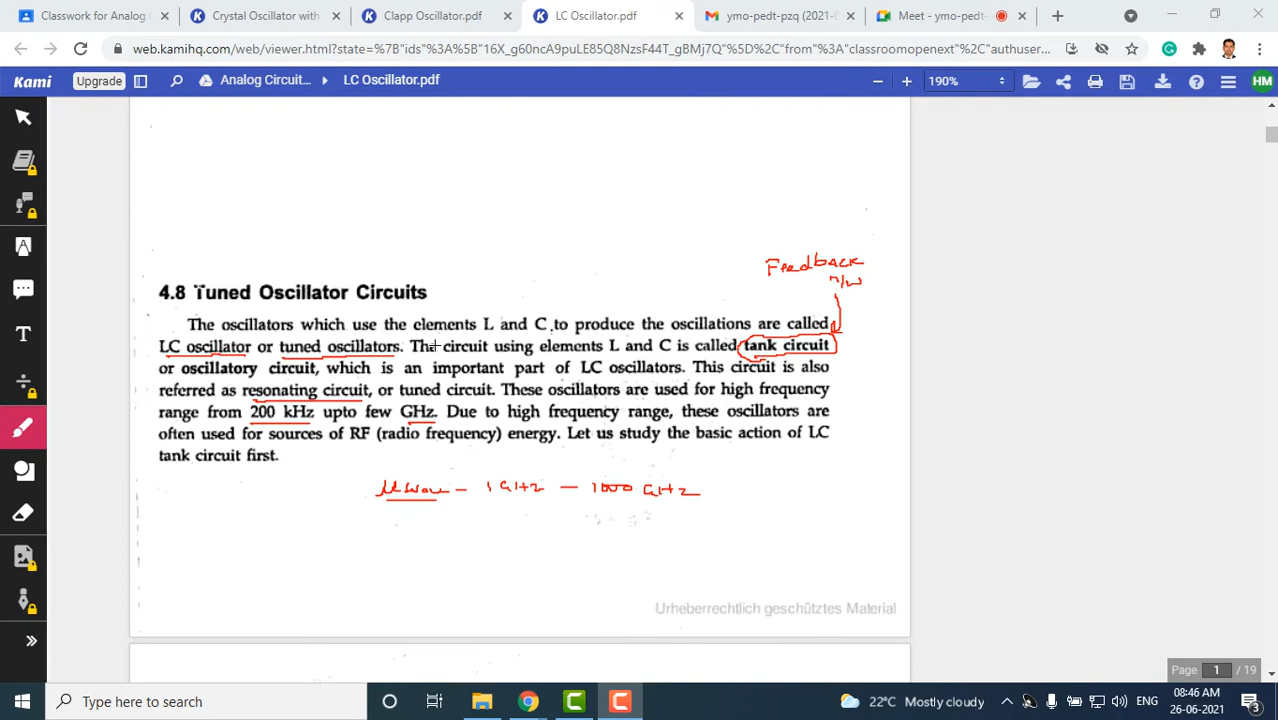 Classwork for Analog C
Crystal Oscillator with
Clapp Oscillator.pdf
LC Oscillator.pdf
ymo-pedt-pzq (2021-0
Meet - ymo-pedt-
web.kamihq.com/web/viewer.html?state=%7B"ids"%3A%5B"16X_g60ncA9puLE85Q8NzsF44T_gBMj7Q"%5D%2C"from"%3A"classroomopenext"%2C"authuser...
Kami
Upgrade
Analog Circuit...
LC Oscillator.pdf
190%
HM
Feedback
n/w
4.8 Tuned Oscillator Circuits
The oscillators which use the elements L and C to produce the oscillations are called
LC oscillator or tuned oscillators. The circuit using elements L and C is called tank circuit
or oscillatory circuit, which is an important part of LC oscillators. This circuit is also
referred as resonating circuit, or tuned circuit. These oscillators are used for high frequency
range from 200 kHz upto few GHz. Due to high frequency range, these oscillators are
often used for sources of RF (radio frequency) energy. Let us study the basic action of LC
tank circuit first.
μwave - 1 GHz - 1000 GHz
Urheberrechtlich geschütztes Material
Page 1 / 19
Type here to search
22°C Mostly cloudy
ENG
08:46 AM
26-06-2021
3